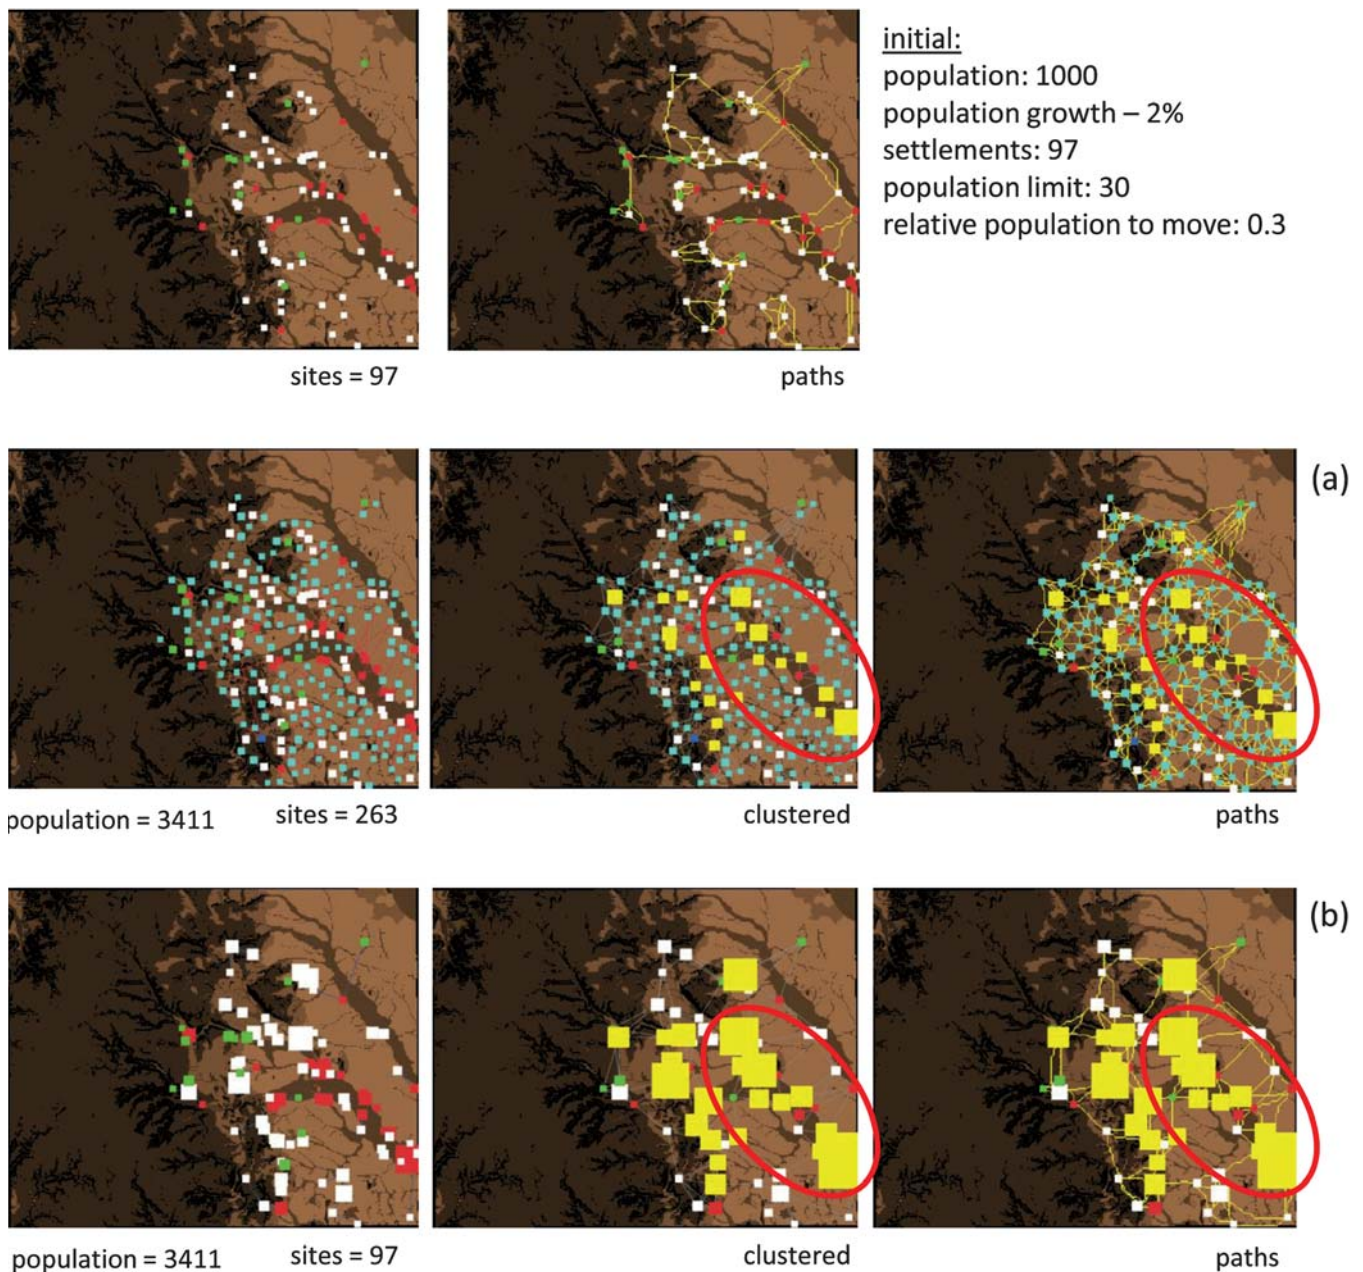 initial:
population: 1000
population growth – 2%
settlements: 97
population limit: 30
relative population to move: 0.3
sites = 97
paths
(a)
population = 3411
sites = 263
clustered
paths
(b)
population = 3411
sites = 97
clustered
paths